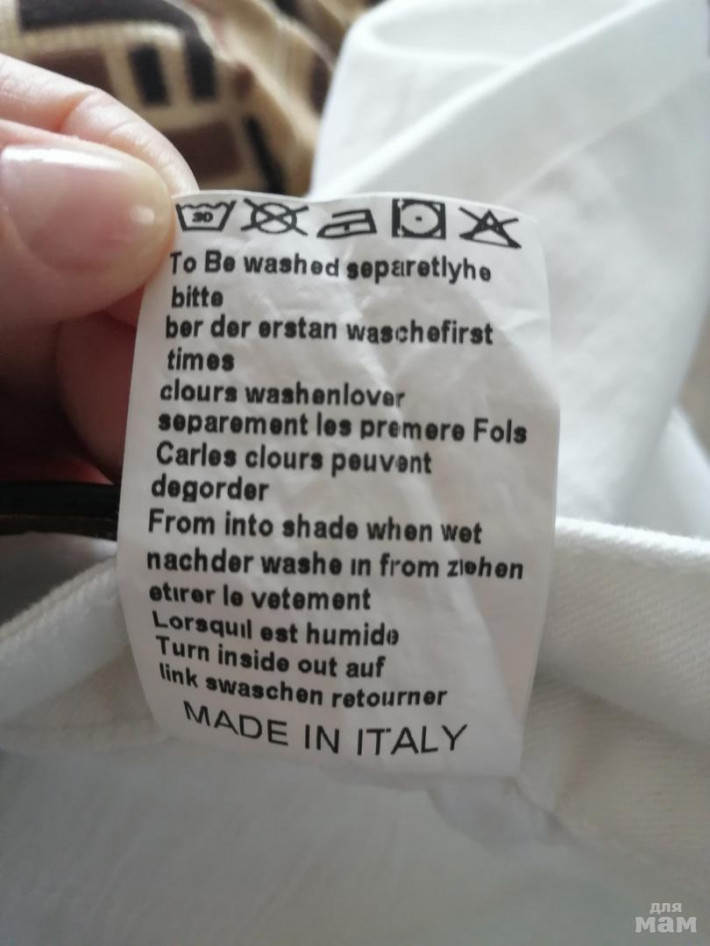 30
To Be washed separetlyhe
bitte
ber der erstan waschefirst
times
clours washenlover
separement les premere Fols
Carles clours peuvent
degorder
From into shade when wet
nachder washe in from ziehen
etirer le vetement
Lorsquil est humide
Turn inside out auf
link swaschen retourner
MADE IN ITALY
для
мам